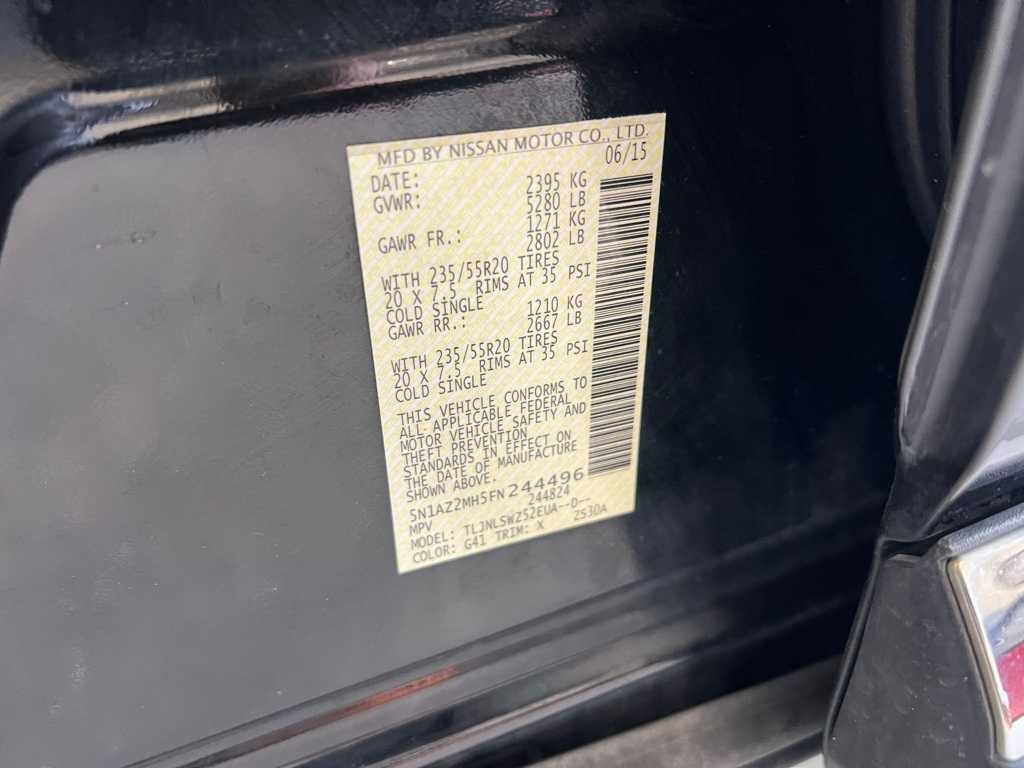 MFD BY NISSAN MOTOR CO., LTD.
DATE: 06/15
GVWR: 2395 KG
5280 LB
GAWR FR.: 1271 KG
2802 LB
WITH 235/55R20 TIRES
20 X 7.5 RIMS AT 35 PSI
COLD SINGLE
GAWR RR.: 1210 KG
2667 LB
WITH 235/55R20 TIRES
20 X 7.5 RIMS AT 35 PSI
COLD SINGLE
THIS VEHICLE CONFORMS TO
ALL APPLICABLE FEDERAL
MOTOR VEHICLE SAFETY AND
THEFT PREVENTION
STANDARDS IN EFFECT ON
THE DATE OF MANUFACTURE
SHOWN ABOVE.
5N1AZ2MH5FN244496
MPV 244824
MODEL: TLJNLSWZ52EUA--D--
COLOR: G41 TRIM: X Z530A